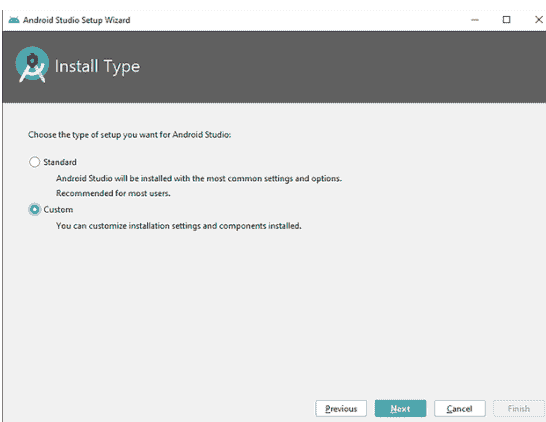 Android Studio Setup Wizard
Install Type
Choose the type of setup you want for Android Studio:
Standard
Android Studio will be installed with the most common settings and options.
Recommended for most users.
Custom
You can customize installation settings and components installed.
Previous Next Cancel Finish